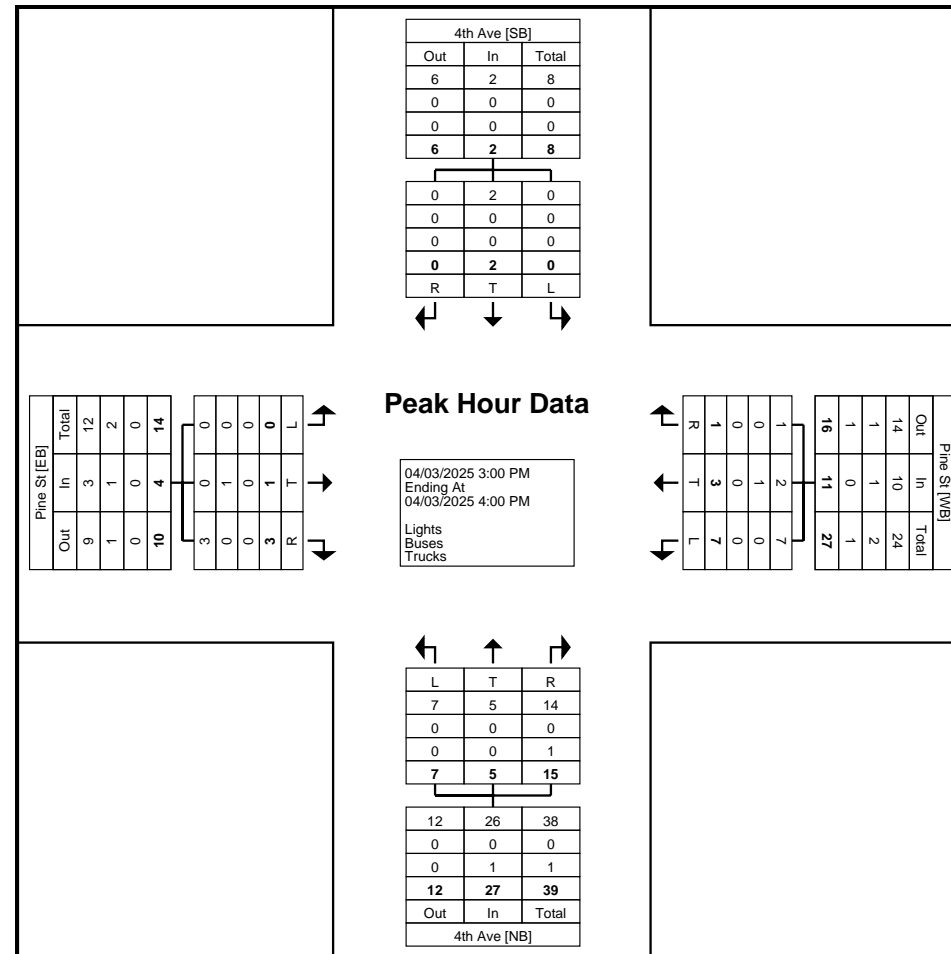 4th Ave [SB]
Out In Total
6 2 8
0 0 0
0 0 0
6 2 8
0 2 0
0 0 0
0 0 0
0 2 0
R T L
Peak Hour Data
04/03/2025 3:00 PM
Ending At
04/03/2025 4:00 PM
Lights
Buses
Trucks
Pine St [EB]
Total In Out
12 3 9
2 1 1
0 0 0
14 4 10
0 0 3
0 1 0
0 0 0
0 1 3
L T R
Pine St [WB]
Out In Total
14 10 24
1 1 2
1 0 1
16 11 27
1 2 7
0 1 0
0 0 0
1 3 7
R T L
L T R
7 5 14
0 0 0
0 0 1
7 5 15
12 26 38
0 0 0
0 1 1
12 27 39
Out In Total
4th Ave [NB]